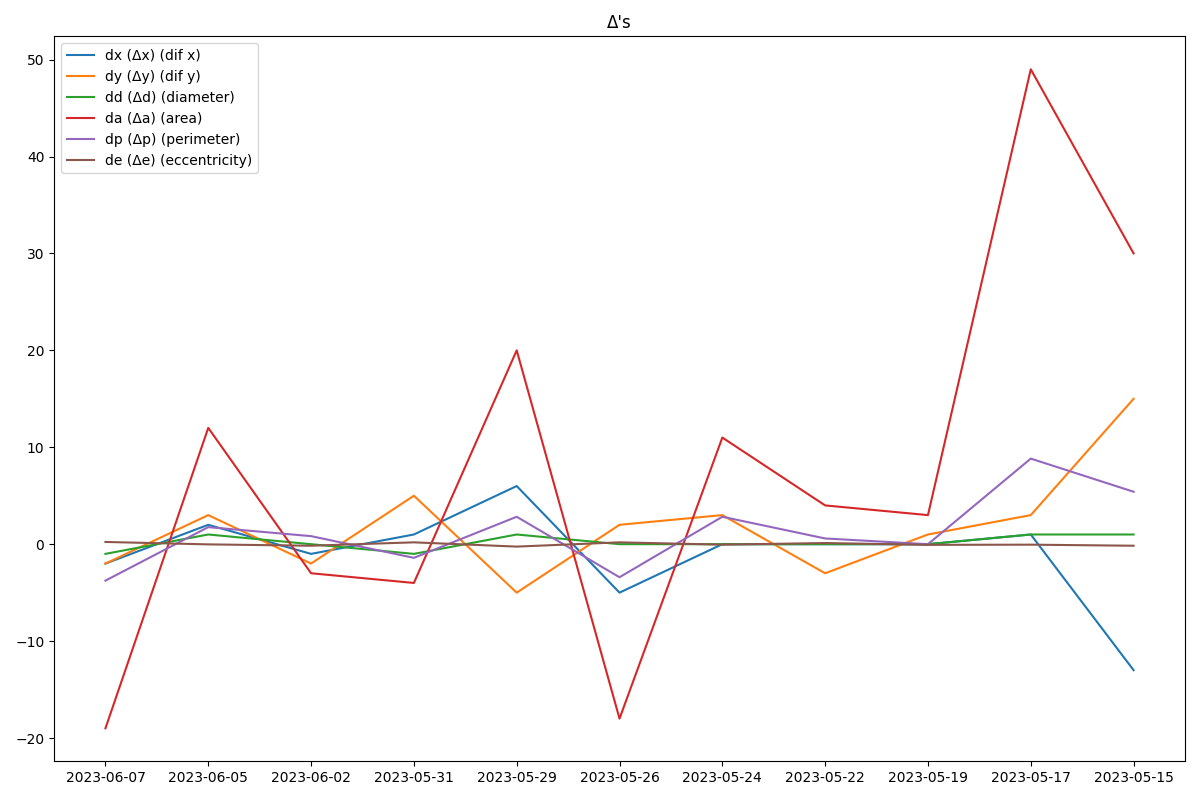 Δ's
dx (Δx) (dif x)
dy (Δy) (dif y)
dd (Δd) (diameter)
da (Δa) (area)
dp (Δp) (perimeter)
de (Δe) (eccentricity)
50
40
30
20
10
0
−10
−20
2023-06-07 2023-06-05 2023-06-02 2023-05-31 2023-05-29 2023-05-26 2023-05-24 2023-05-22 2023-05-19 2023-05-17 2023-05-15